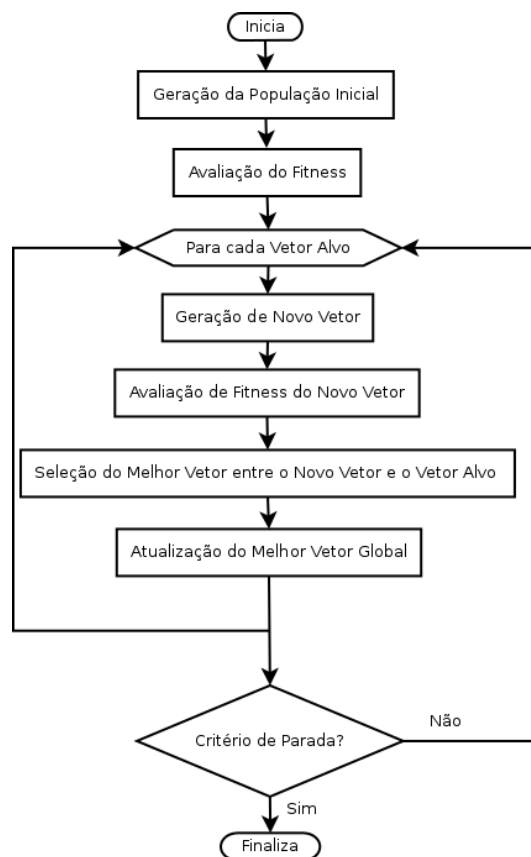 Inicia
Geração da População Inicial
Avaliação do Fitness
Para cada Vetor Alvo
Geração de Novo Vetor
Avaliação de Fitness do Novo Vetor
Seleção do Melhor Vetor entre o Novo Vetor e o Vetor Alvo
Atualização do Melhor Vetor Global
Não
Critério de Parada?
Sim
Finaliza